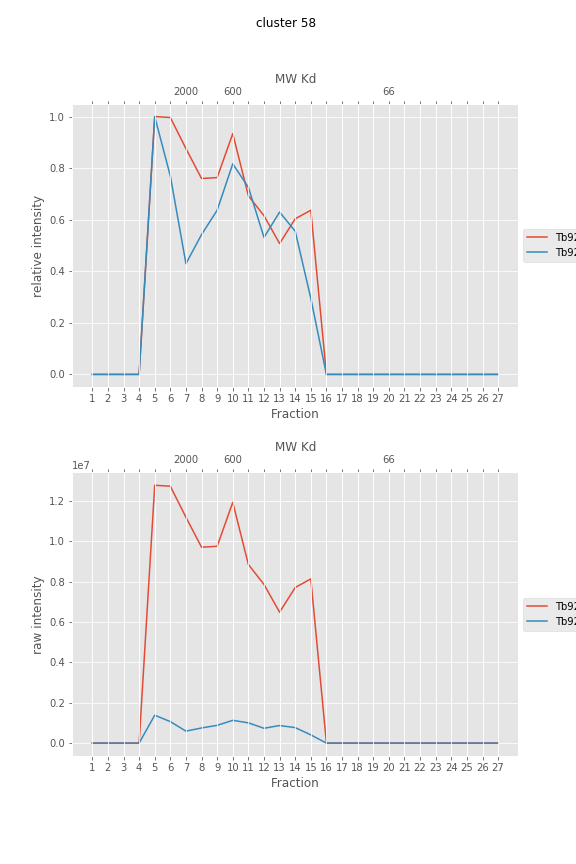 cluster 58
MW Kd
2000 600 66
1.0
0.8
0.6
0.4
0.2
0.0
relative intensity
Tb92
Tb92
1 2 3 4 5 6 7 8 9 10 11 12 13 14 15 16 17 18 19 20 21 22 23 24 25 26 27
Fraction
MW Kd
1e7 2000 600 66
1.2
1.0
0.8
0.6
0.4
0.2
0.0
raw intensity
Tb92
Tb92
1 2 3 4 5 6 7 8 9 10 11 12 13 14 15 16 17 18 19 20 21 22 23 24 25 26 27
Fraction